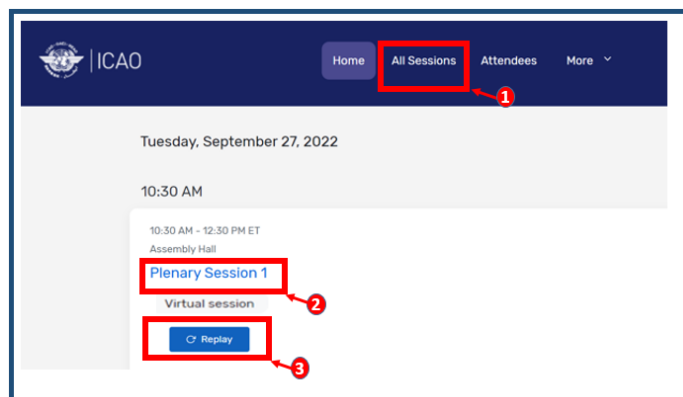 ICAO
Home All Sessions Attendees More
1
Tuesday, September 27, 2022
10:30 AM
10:30 AM - 12:30 PM ET
Assembly Hall
Plenary Session 1
Virtual session
2
Replay
3